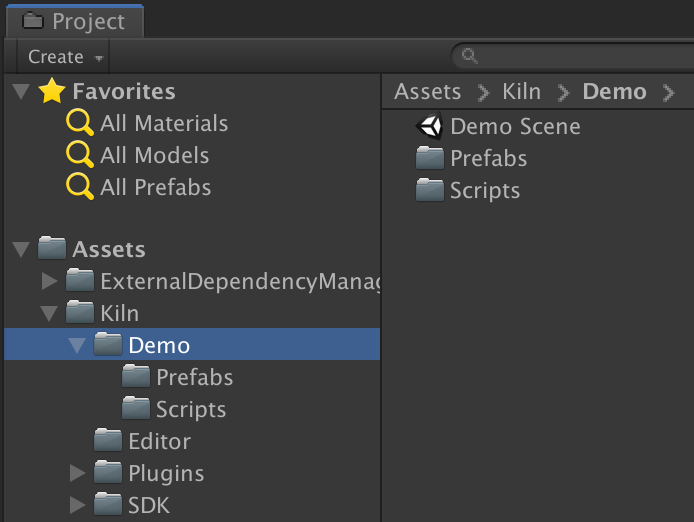 Project
Create
Favorites
All Materials
All Models
All Prefabs
Assets
ExternalDependencyManag
Kiln
Demo
Prefabs
Scripts
Editor
Plugins
SDK
Assets Kiln Demo
Demo Scene
Prefabs
Scripts